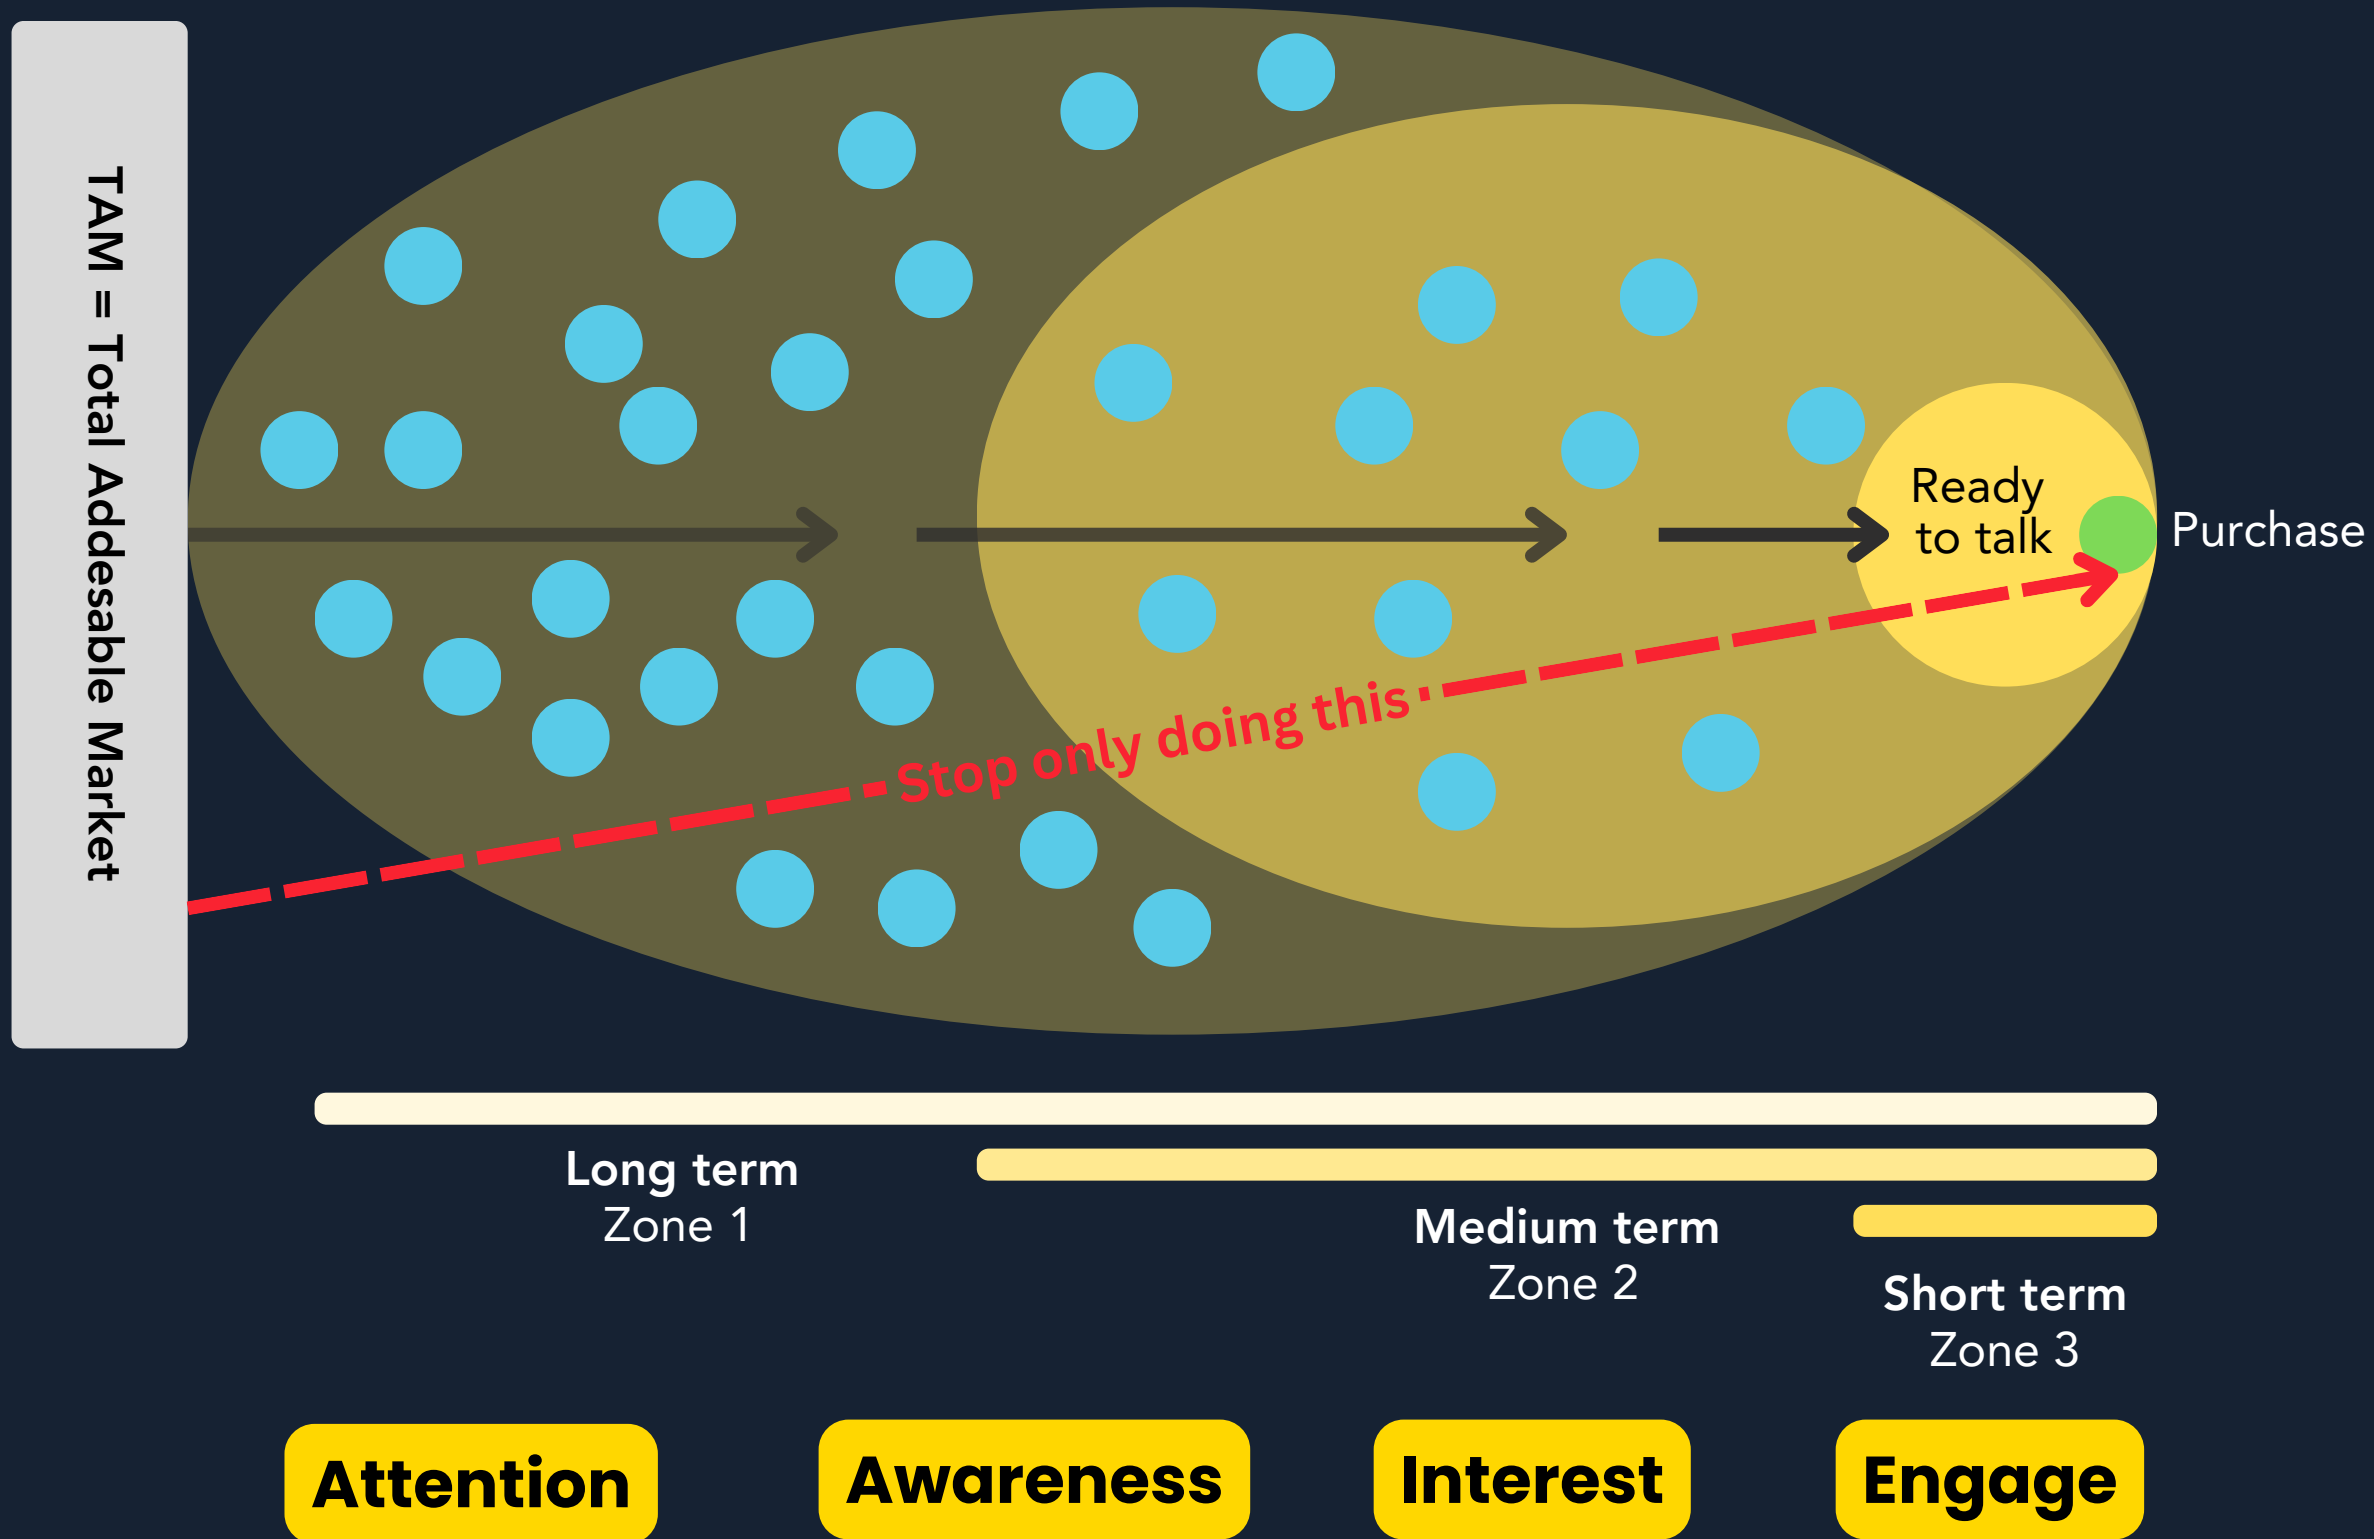 TAM = Total Addesable Market
Ready
to talk
Purchase
Stop only doing this
Long term
Zone 1
Medium term
Zone 2
Short term
Zone 3
Attention
Awareness
Interest
Engage